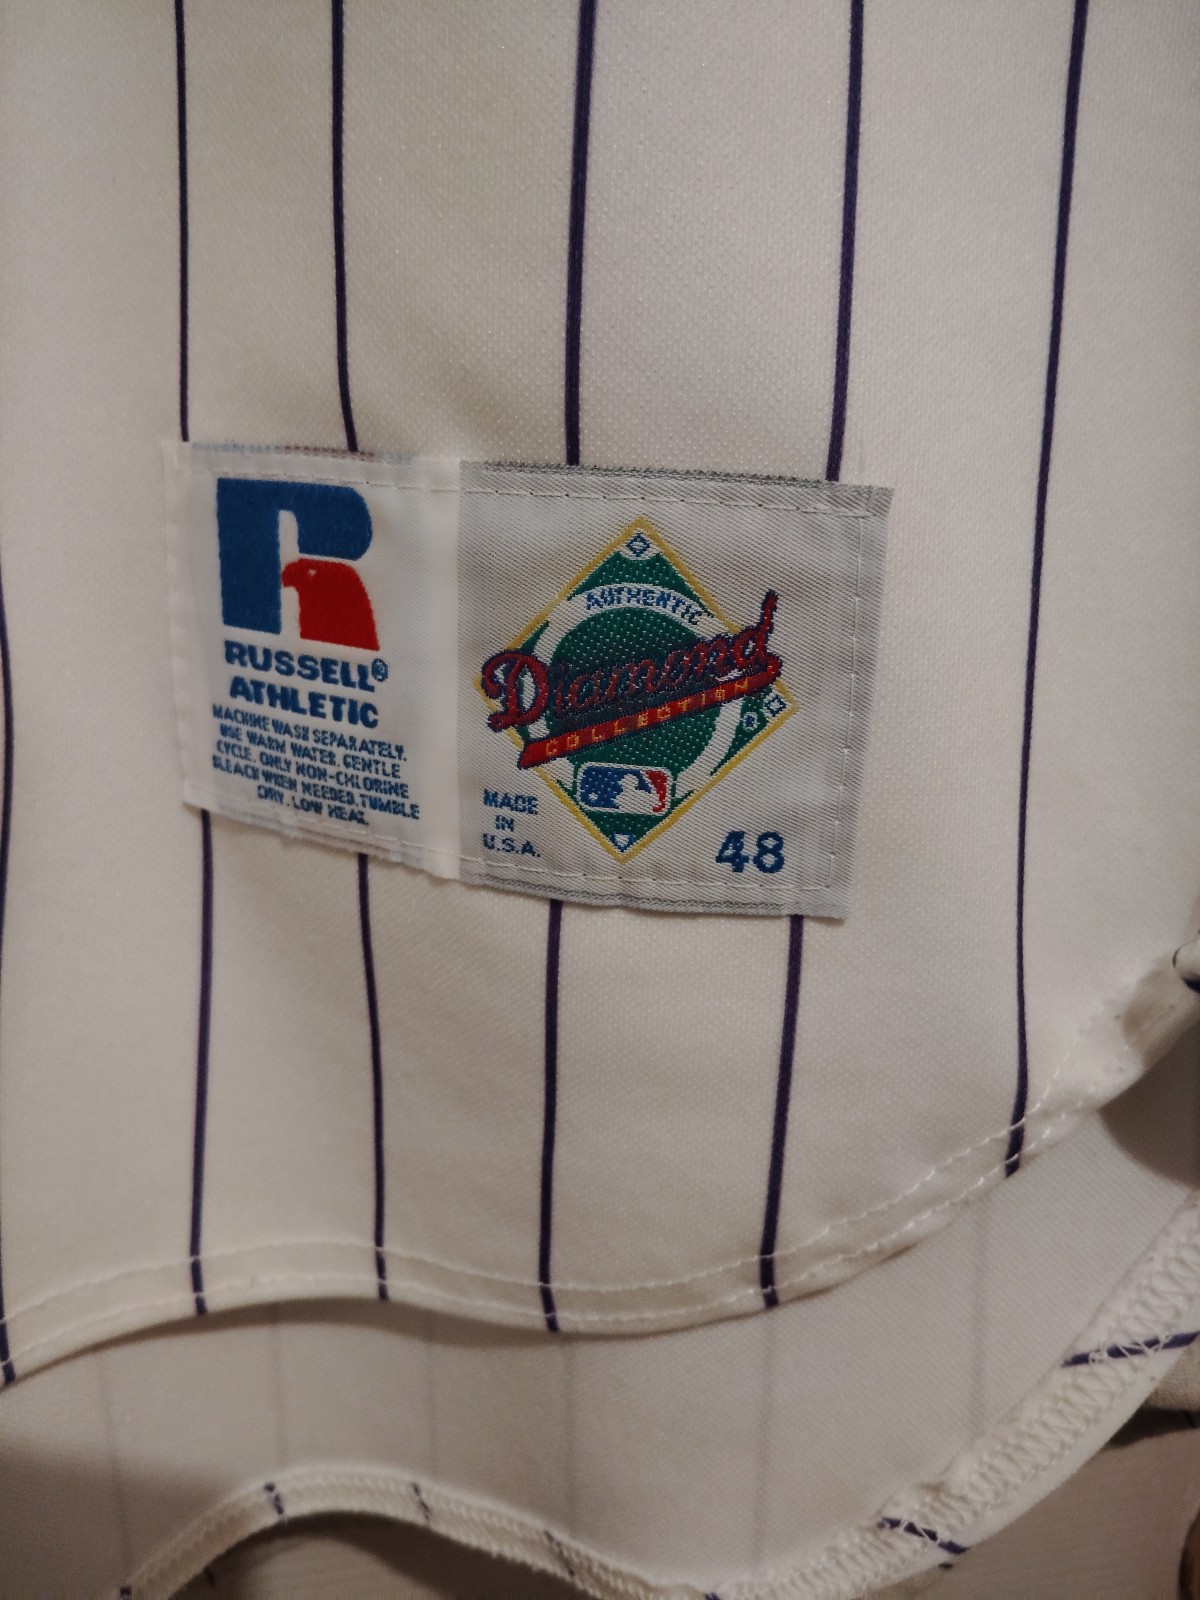 RUSSELL®
ATHLETIC
MACHINE WASH SEPARATELY.
USE WARM WATER, GENTLE
CYCLE. ONLY NON-CHLORINE
BLEACH WHEN NEEDED. TUMBLE
DRY. LOW HEAT.
AUTHENTIC
Diamond
COLLECTION
®
MADE
IN
U.S.A.
48